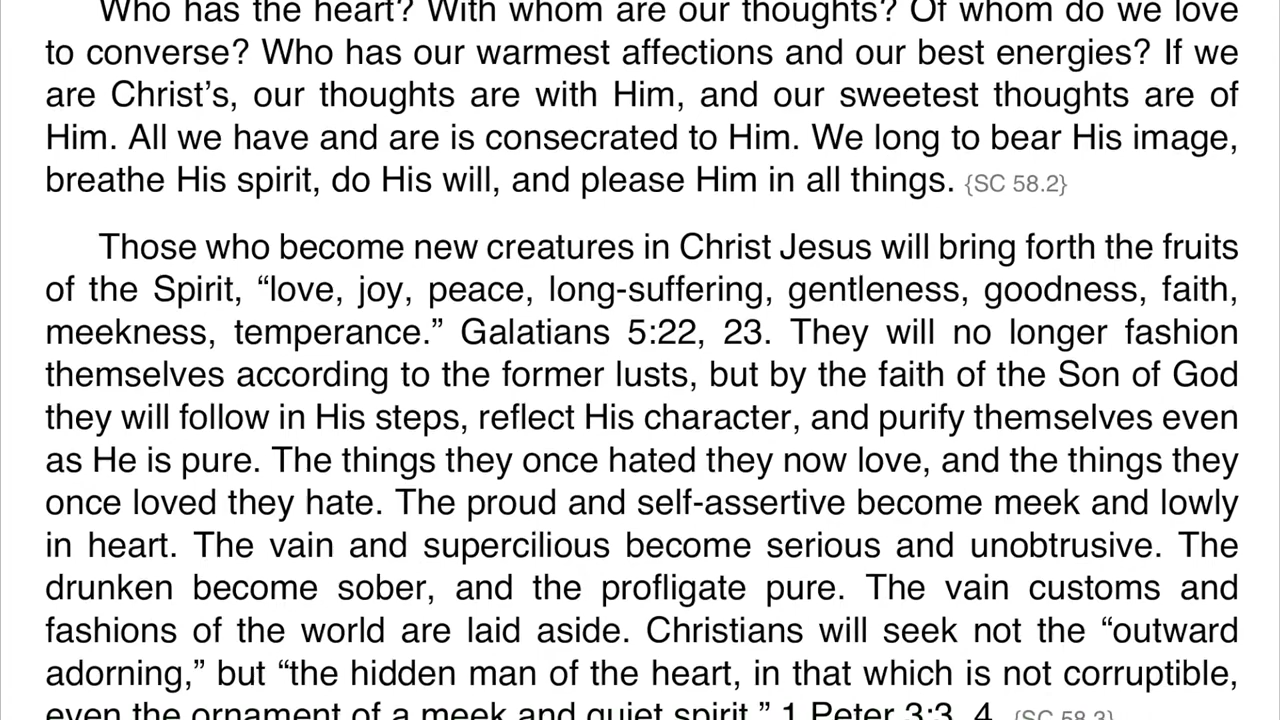 Who has the heart? With whom are our thoughts? Of whom do we love
to converse? Who has our warmest affections and our best energies? If we
are Christ’s, our thoughts are with Him, and our sweetest thoughts are of
Him. All we have and are is consecrated to Him. We long to bear His image,
breathe His spirit, do His will, and please Him in all things. {SC 58.2}
Those who become new creatures in Christ Jesus will bring forth the fruits
of the Spirit, “love, joy, peace, long-suffering, gentleness, goodness, faith,
meekness, temperance.” Galatians 5:22, 23. They will no longer fashion
themselves according to the former lusts, but by the faith of the Son of God
they will follow in His steps, reflect His character, and purify themselves even
as He is pure. The things they once hated they now love, and the things they
once loved they hate. The proud and self-assertive become meek and lowly
in heart. The vain and supercilious become serious and unobtrusive. The
drunken become sober, and the profligate pure. The vain customs and
fashions of the world are laid aside. Christians will seek not the “outward
adorning,” but “the hidden man of the heart, in that which is not corruptible,
even the ornament of a meek and quiet spirit.” 1 Peter 3:3, 4. {SC 58.3}